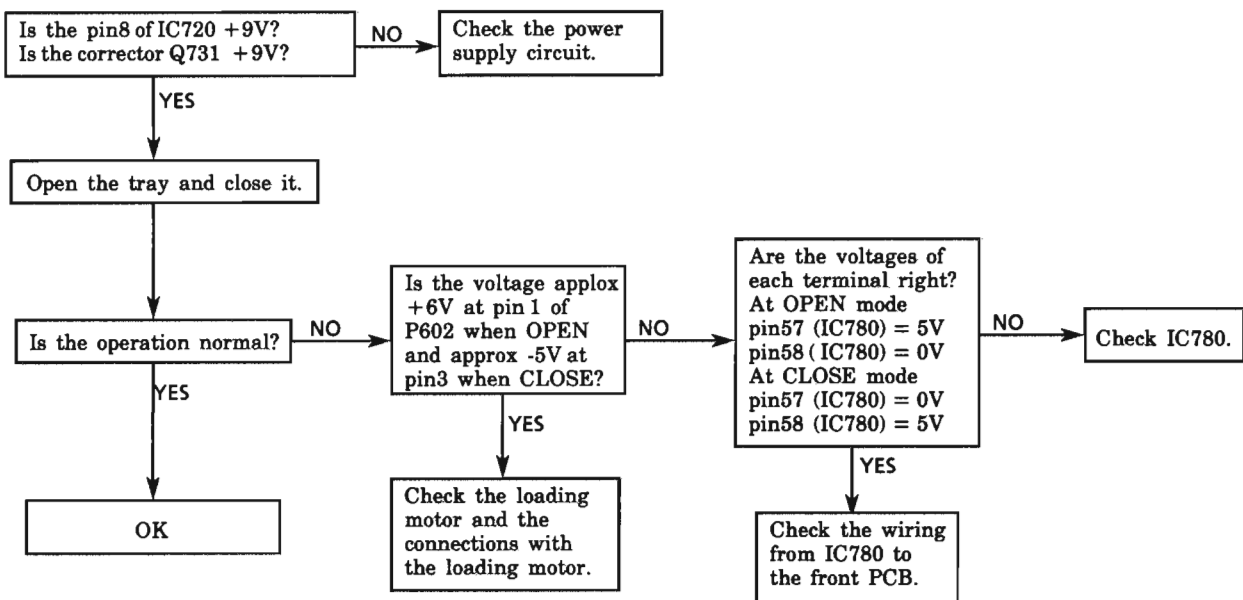 Is the pin8 of IC720 +9V?
Is the corrector Q731 +9V?
NO
Check the power
supply circuit.
YES
Open the tray and close it.
Is the operation normal?
NO
Is the voltage applox
+6V at pin 1 of
P602 when OPEN
and approx -5V at
pin3 when CLOSE?
NO
Are the voltages of
each terminal right?
At OPEN mode
pin57 (IC780) = 5V
pin58 (IC780) = 0V
At CLOSE mode
pin57 (IC780) = 0V
pin58 (IC780) = 5V
NO
Check IC780.
YES
OK
YES
Check the loading
motor and the
connections with
the loading motor.
YES
Check the wiring
from IC780 to
the front PCB.